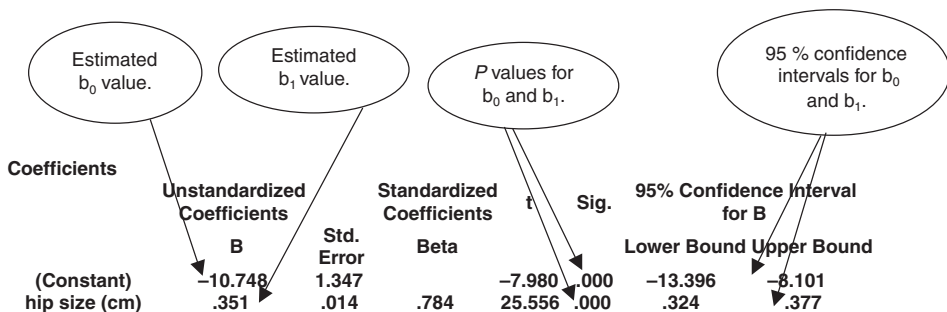 Estimated
b₀ value.
Estimated
b₁ value.
P values for
b₀ and b₁.
95 % confidence
intervals for b₀
and b₁.
Coefficients
Unstandardized Coefficients Standardized Coefficients t Sig. 95% Confidence Interval for B
B Std. Error Beta Lower Bound Upper Bound
(Constant) −10.748 1.347 -7.980 .000 −13.396 −8.101
hip size (cm) .351 .014 .784 25.556 .000 .324 .377